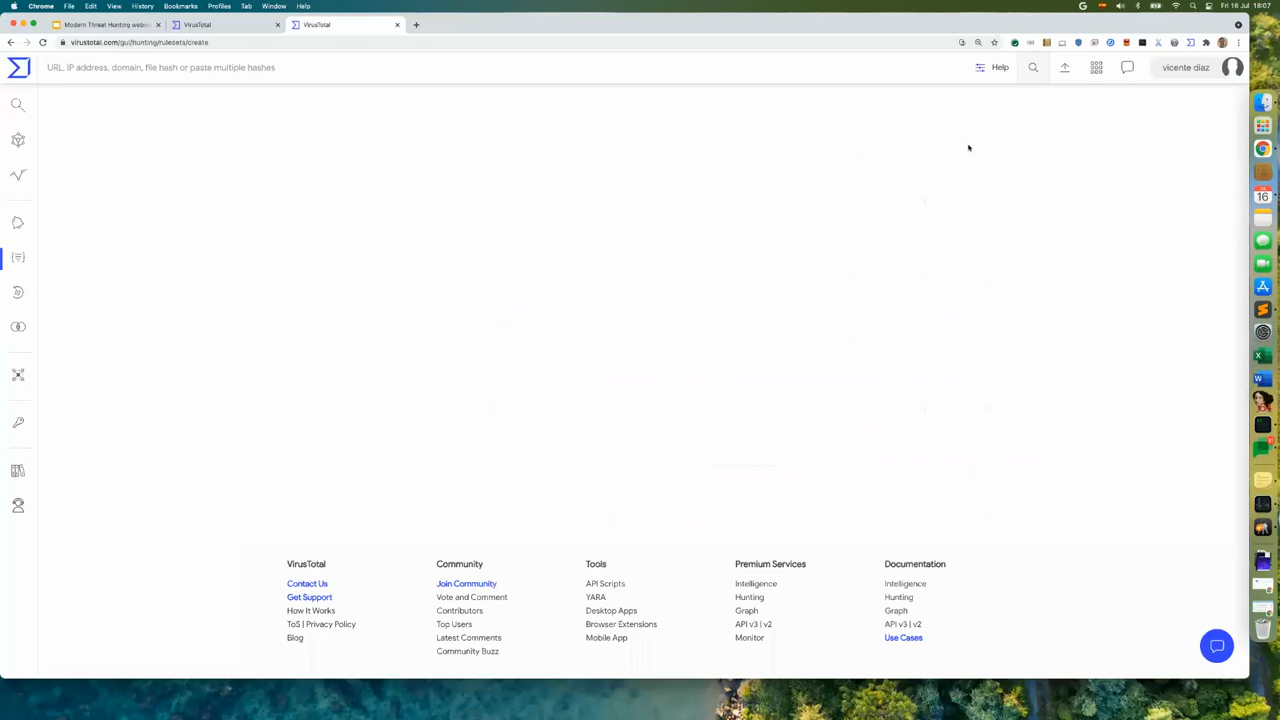 Chrome File Edit View History Bookmarks Profiles Tab Window Help Fri 16 Jul 18:07
Modern Threat Hunting webin VirusTotal VirusTotal
virustotal.com/gui/hunting/rulesets/create
URL, IP address, domain, file hash or paste multiple hashes Help vicente diaz
16
VirusTotal Community Tools Premium Services Documentation
Contact Us Join Community API Scripts Intelligence Intelligence
Get Support Vote and Comment YARA Hunting Hunting
How It Works Contributors Desktop Apps Graph Graph
ToS | Privacy Policy Top Users Browser Extensions API v3 | v2 API v3 | v2
Blog Latest Comments Mobile App Monitor Use Cases
Community Buzz